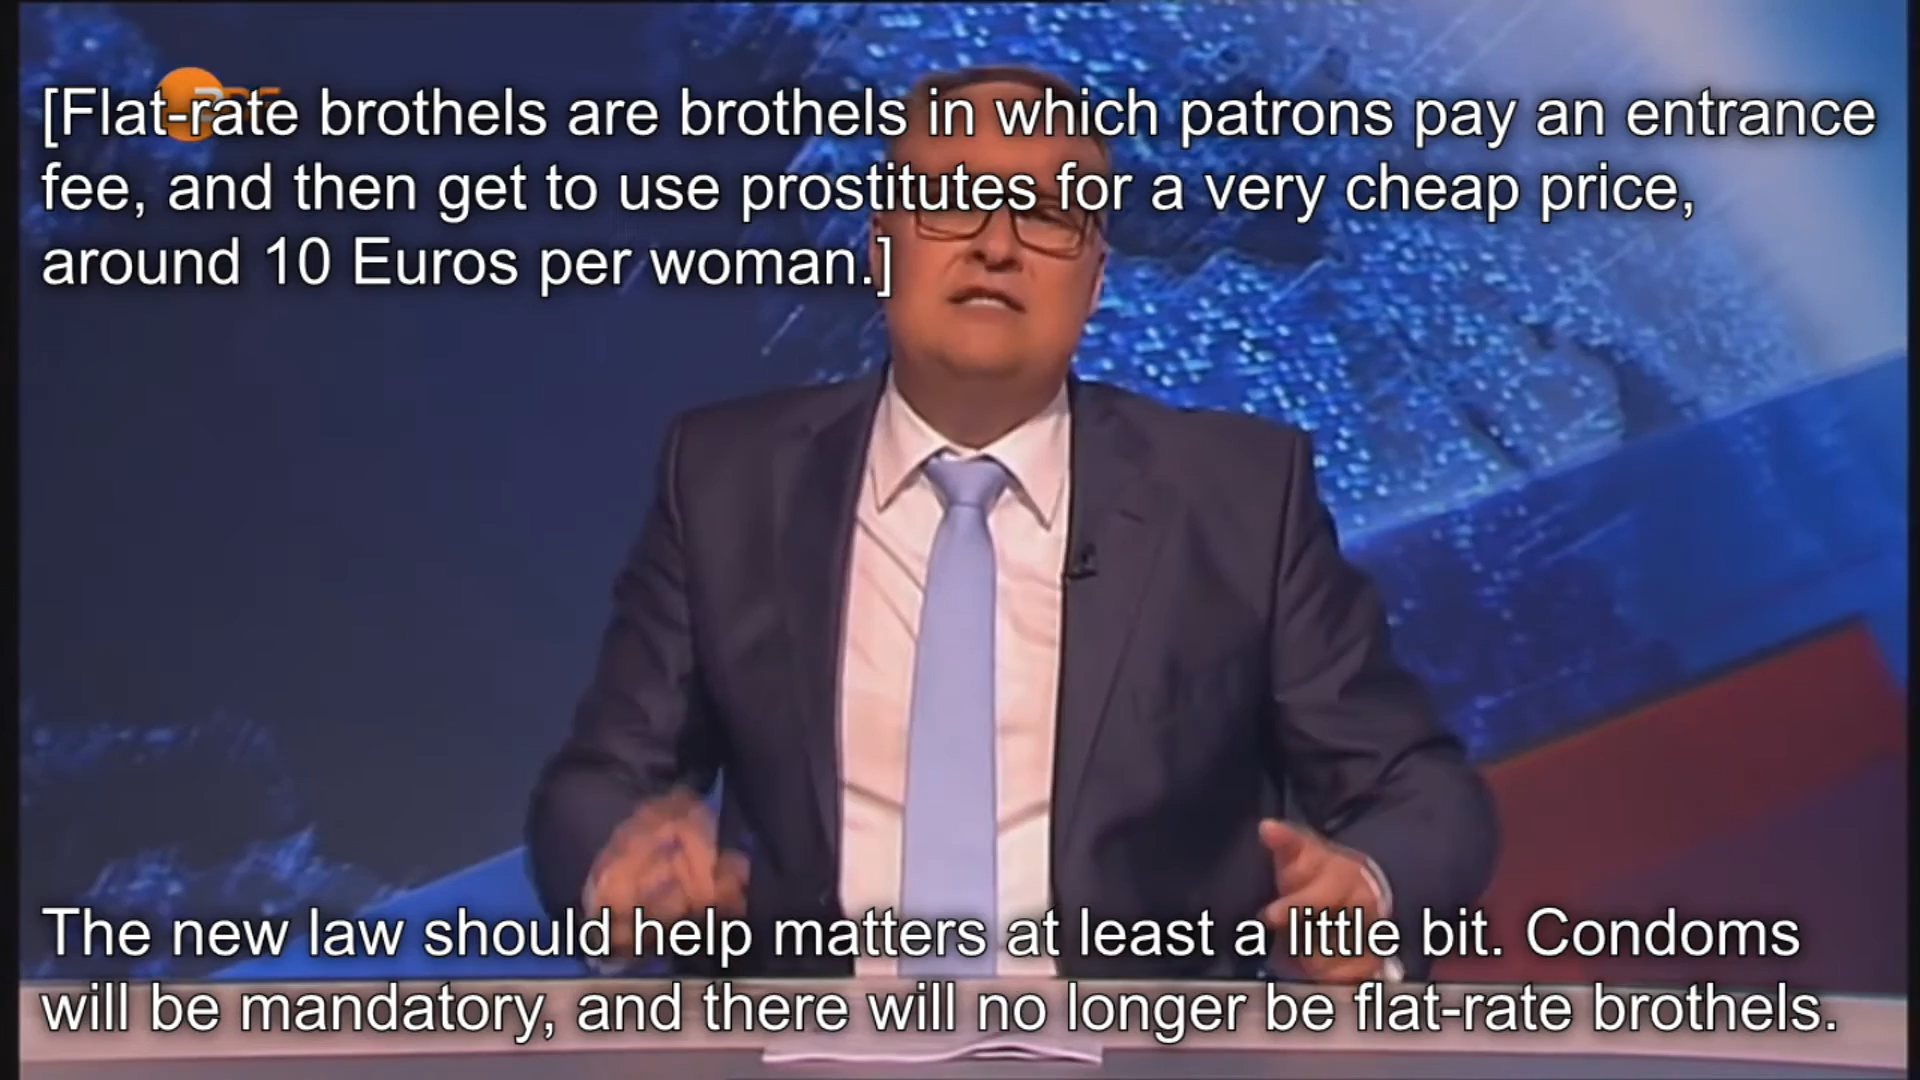 [Flat-rate brothels are brothels in which patrons pay an entrance
fee, and then get to use prostitutes for a very cheap price,
around 10 Euros per woman.]
The new law should help matters at least a little bit. Condoms
will be mandatory, and there will no longer be flat-rate brothels.